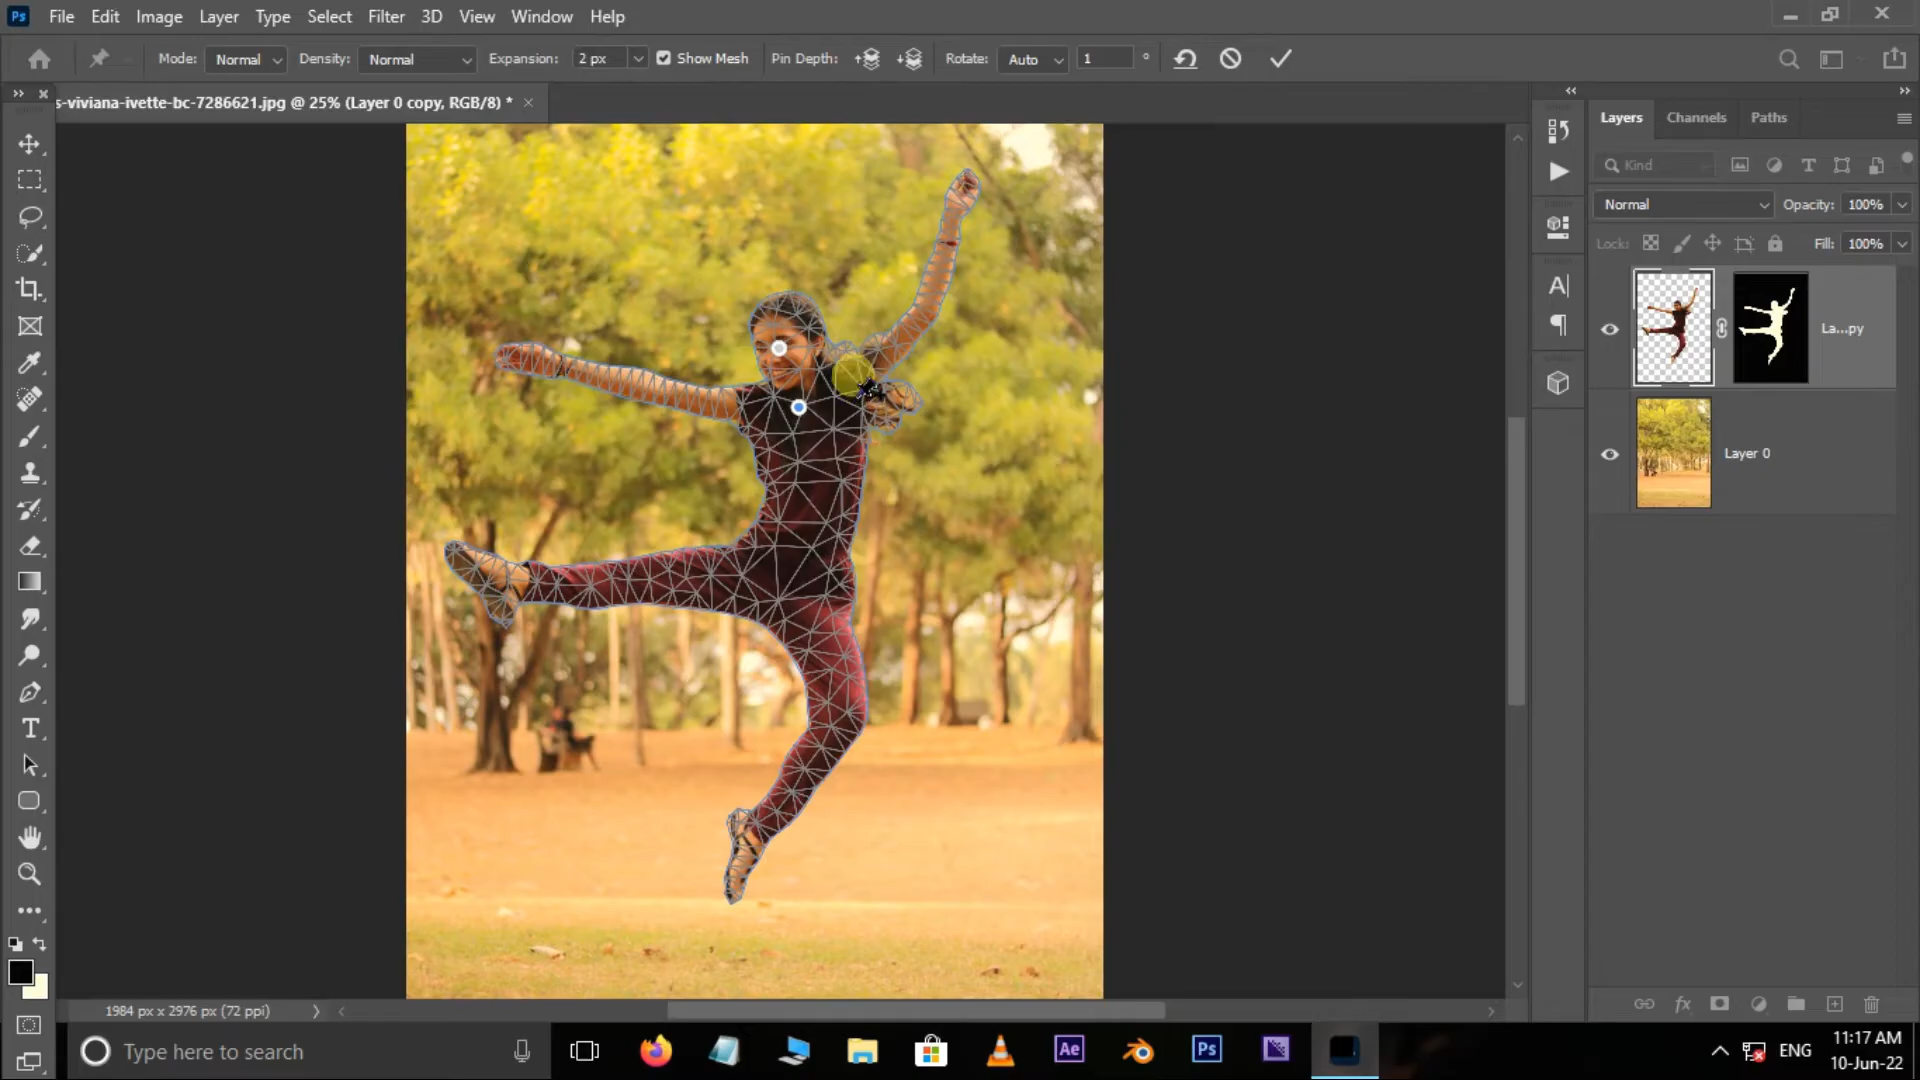 Ps File Edit Image Layer Type Select Filter 3D View Window Help
Mode: Normal Density: Normal Expansion: 2 px Show Mesh Pin Depth: Rotate: Auto 1 °
s-viviana-ivette-bc-7286621.jpg @ 25% (Layer 0 copy, RGB/8) *
Layers Channels Paths
Kind
Normal Opacity: 100%
Lock: Fill: 100%
La...py
Layer 0
1984 px x 2976 px (72 ppi)
Type here to search
Ae
Ps
ENG
11:17 AM
10-Jun-22